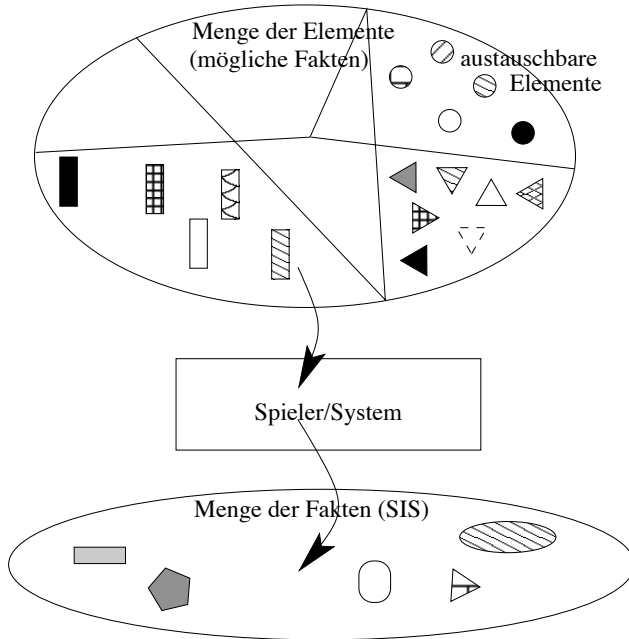 Menge der Elemente
(mögliche Fakten)
austauschbare
Elemente
Spieler/System
Menge der Fakten (SIS)